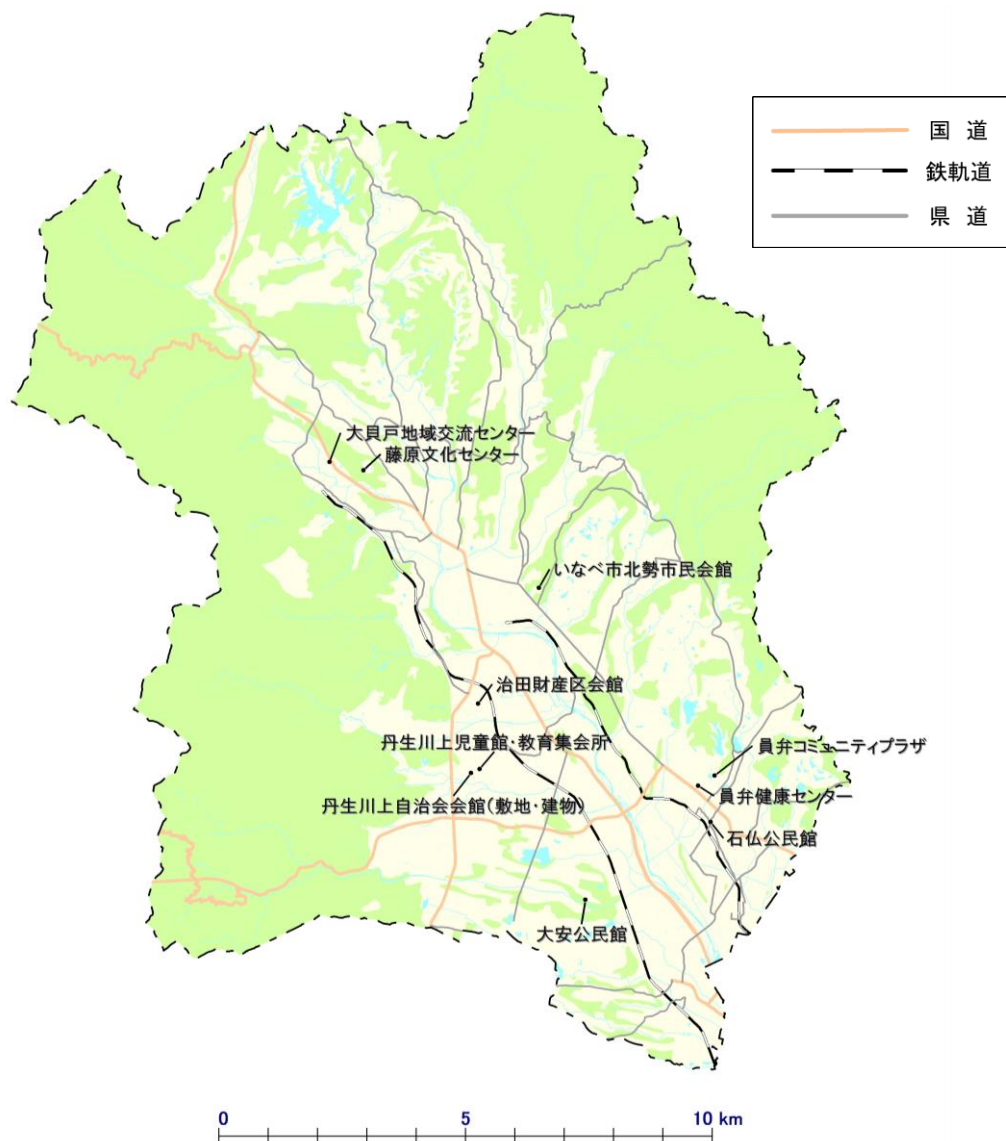 国 道
鉄軌道
県 道
大貝戸地域交流センター
藤原文化センター
いなべ市北勢市民会館
治田財産区会館
丹生川上児童館・教育集会所
員弁コミュニティプラザ
員弁健康センター
丹生川上自治会会館(敷地・建物)
石仏公民館
大安公民館
0 5 10 km